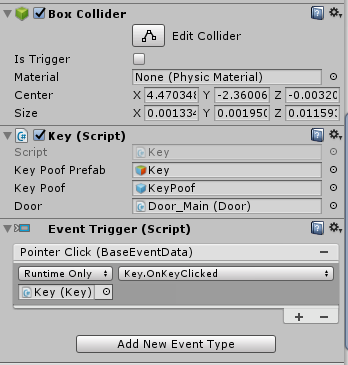 Box Collider
Edit Collider
Is Trigger
Material None (Physic Material)
Center X 4.470348 Y -2.36006 Z -0.00320
Size X 0.001334 Y 0.001950 Z 0.011593
Key (Script)
Script Key
Key Poof Prefab Key
Key Poof KeyPoof
Door Door_Main (Door)
Event Trigger (Script)
Pointer Click (BaseEventData)
Runtime Only Key.OnKeyClicked
Key (Key)
Add New Event Type